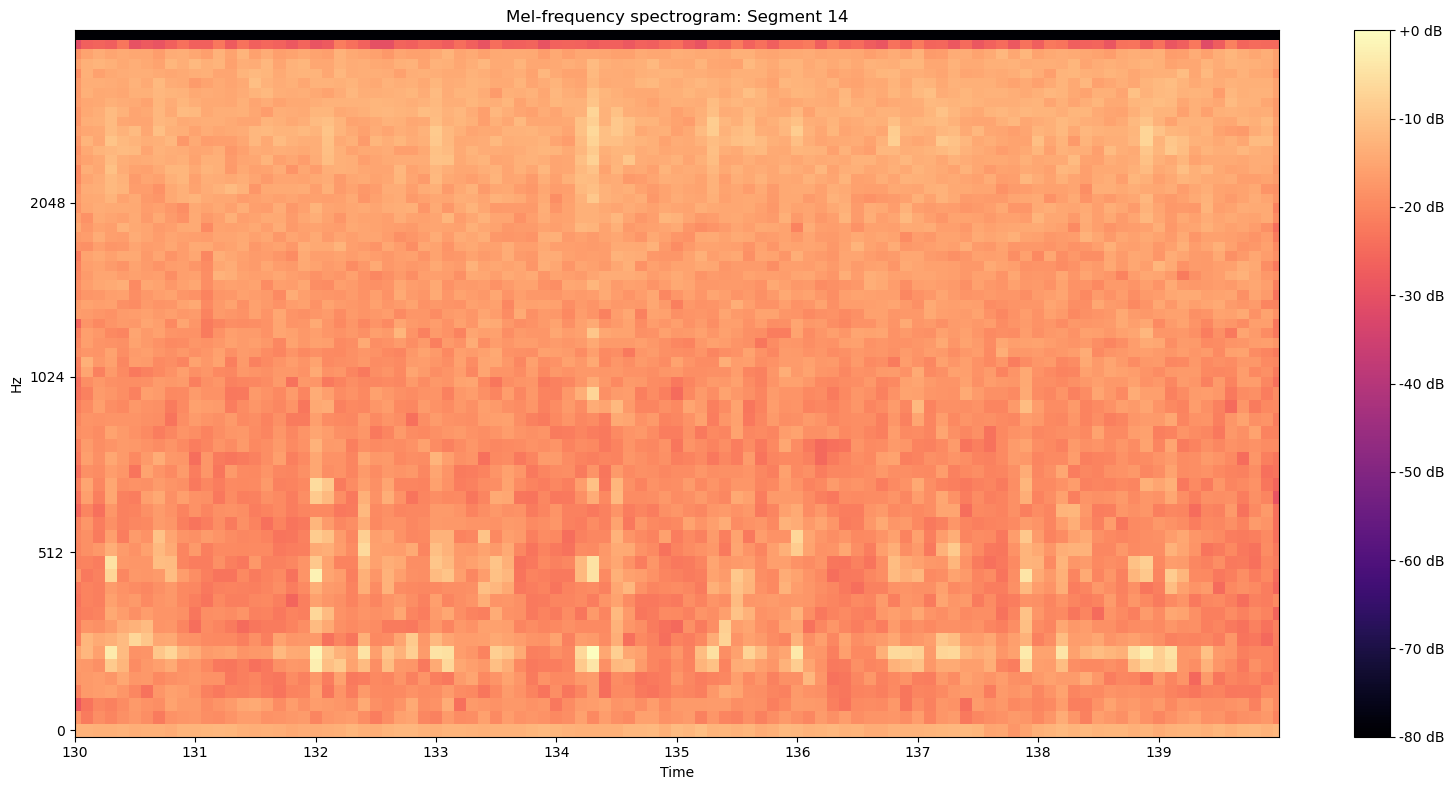 Mel-frequency spectrogram: Segment 14
Hz
2048
1024
512
0
130 131 132 133 134 135 136 137 138 139
Time
+0 dB
-10 dB
-20 dB
-30 dB
-40 dB
-50 dB
-60 dB
-70 dB
-80 dB